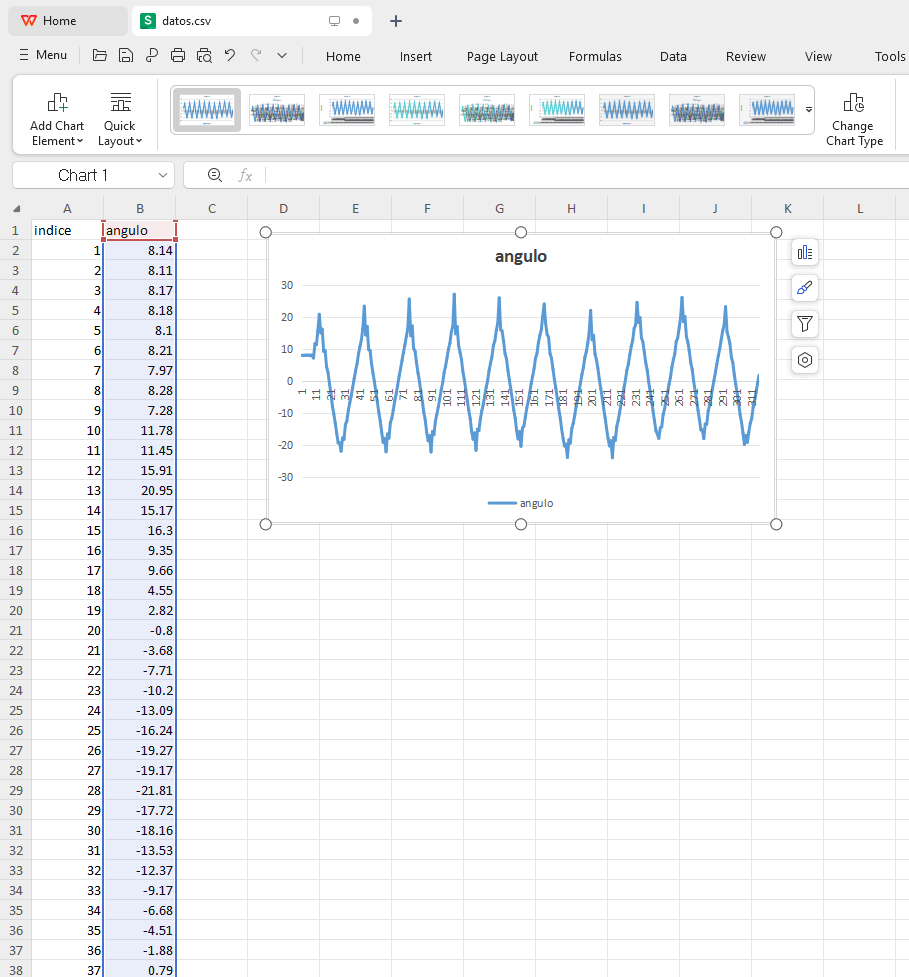 Home
datos.csv
Menu
Home Insert Page Layout Formulas Data Review View Tools
Add Chart Element
Quick Layout
Change Chart Type
Chart 1
fx
A B C D E F G H I J K L
1 indice angulo
2 1 8.14
3 2 8.11
4 3 8.17
5 4 8.18
6 5 8.1
7 6 8.21
8 7 7.97
9 8 8.28
10 9 7.28
11 10 11.78
12 11 11.45
13 12 15.91
14 13 20.95
15 14 15.17
16 15 16.3
17 16 9.35
18 17 9.66
19 18 4.55
20 19 2.82
21 20 -0.8
22 21 -3.68
23 22 -7.71
24 23 -10.2
25 24 -13.09
26 25 -16.24
27 26 -19.27
28 27 -19.17
29 28 -21.81
30 29 -17.72
31 30 -18.16
32 31 -13.53
33 32 -12.37
34 33 -9.17
35 34 -6.68
36 35 -4.51
37 36 -1.88
38 37 0.79
angulo
30
20
10
0
-10
-20
-30
1 11 21 31 41 51 61 71 81 91 101 111 121 131 141 151 161 171 181 191 201 211 221 231 241 251 261 271 281 291 301 311
angulo